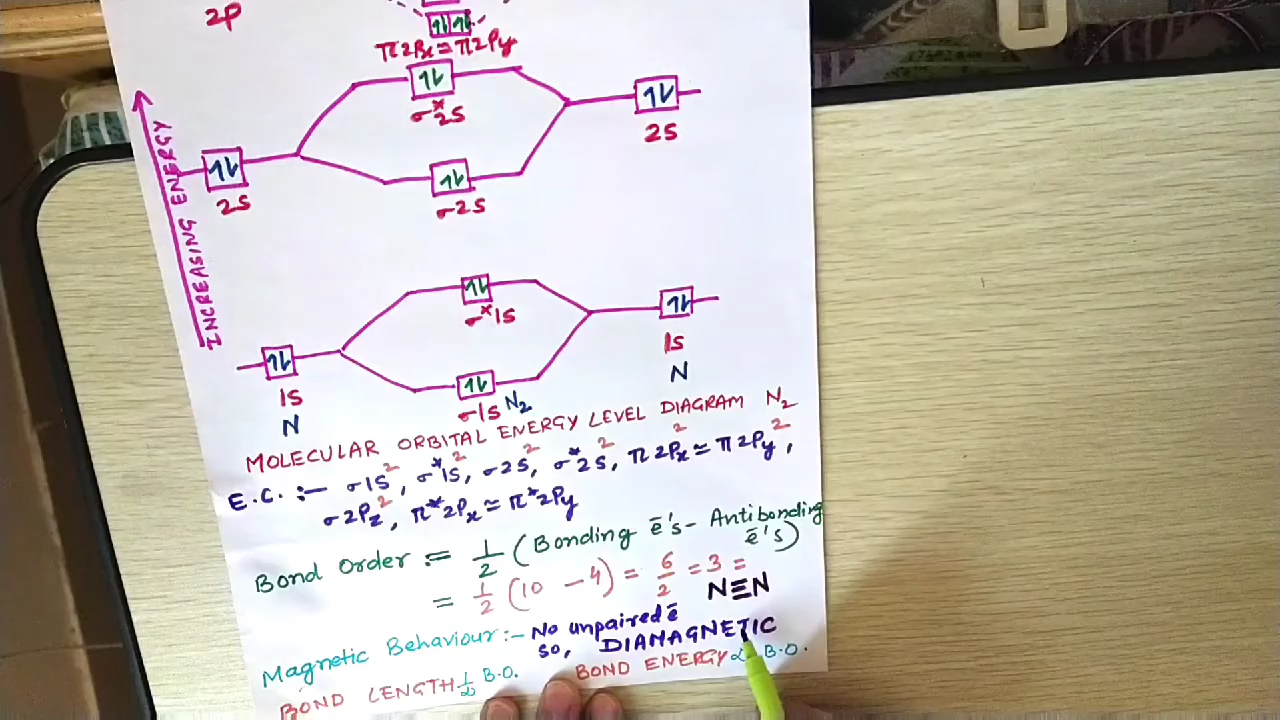 2P
π2Px ≃ π2Py
σ*2S
2S
2S
σ2S
INCREASING ENERGY
σ*1S
1S
N
1S
N
σ1S N2
MOLECULAR ORBITAL ENERGY LEVEL DIAGRAM N2
E.C. :- σ1S², σ*1S², σ2S², σ*2S², π2Px² ≃ π2Py²,
σ2Pz², π*2Px ≃ π*2Py
Bond Order := 1/2 (Bonding ē's - Antibonding ē's)
= 1/2 (10 - 4) = 6/2 = 3 =
N≡N
Magnetic Behaviour :- No unpaired ē
so, DIAMAGNETIC
BOND LENGTH 1/α B.O. BOND ENERGY α B.O.